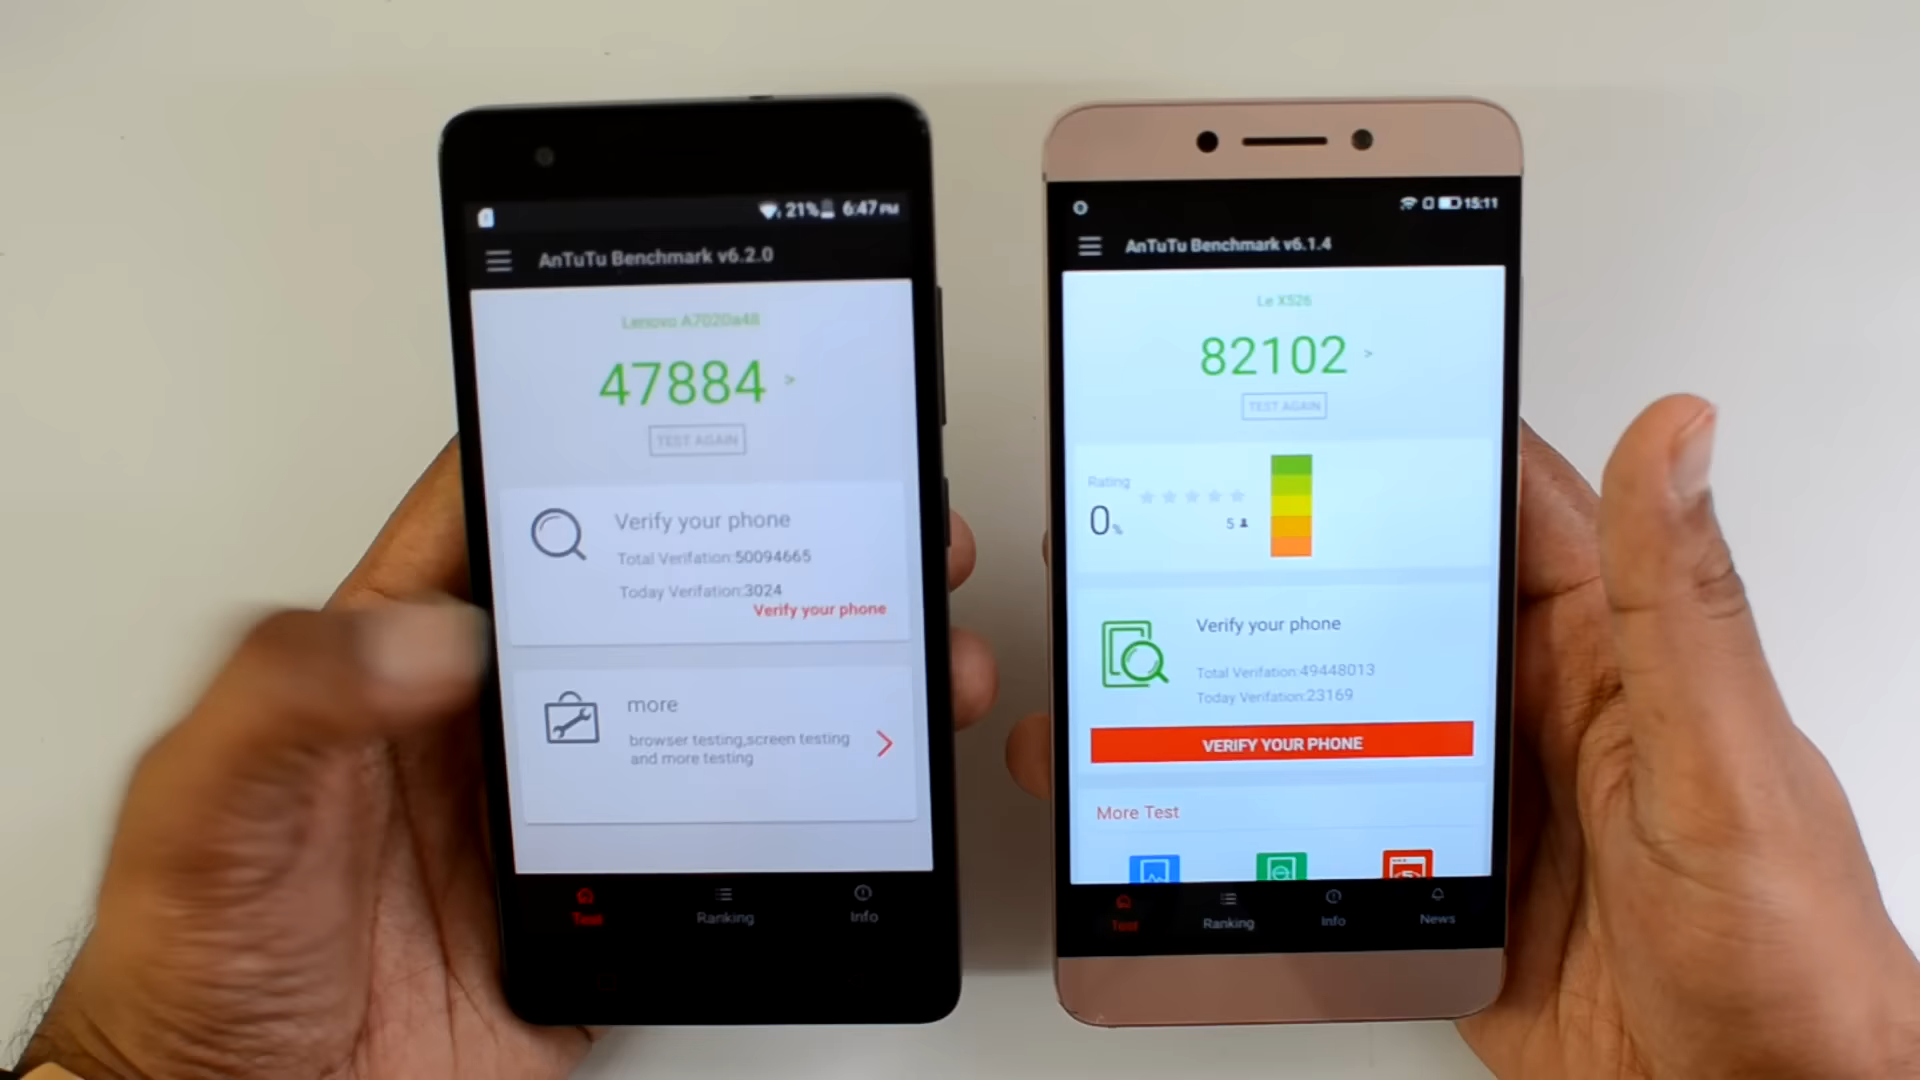 21% 6:47 PM
AnTuTu Benchmark v6.2.0
Lenovo A7020a48
47884 >
TEST AGAIN
Verify your phone
Total Verifation:50094665
Today Verifation:3024
Verify your phone
more
browser testing,screen testing
and more testing
Test
Ranking
Info
15:11
AnTuTu Benchmark v6.1.4
Le X526
82102 >
TEST AGAIN
Rating
0%
5
Verify your phone
Total Verifation:49448013
Today Verifation:23169
VERIFY YOUR PHONE
More Test
Test
Ranking
Info
News